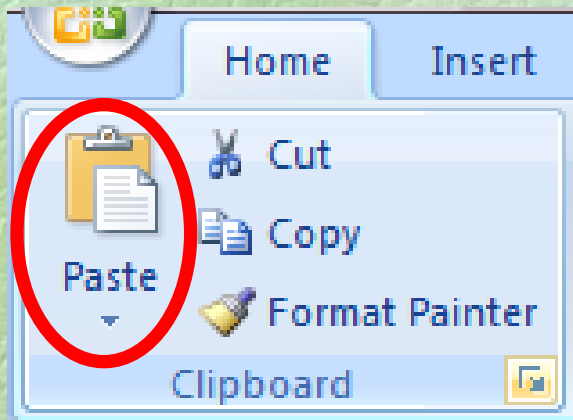 Home Insert
Cut
Copy
Paste
Format Painter
Clipboard